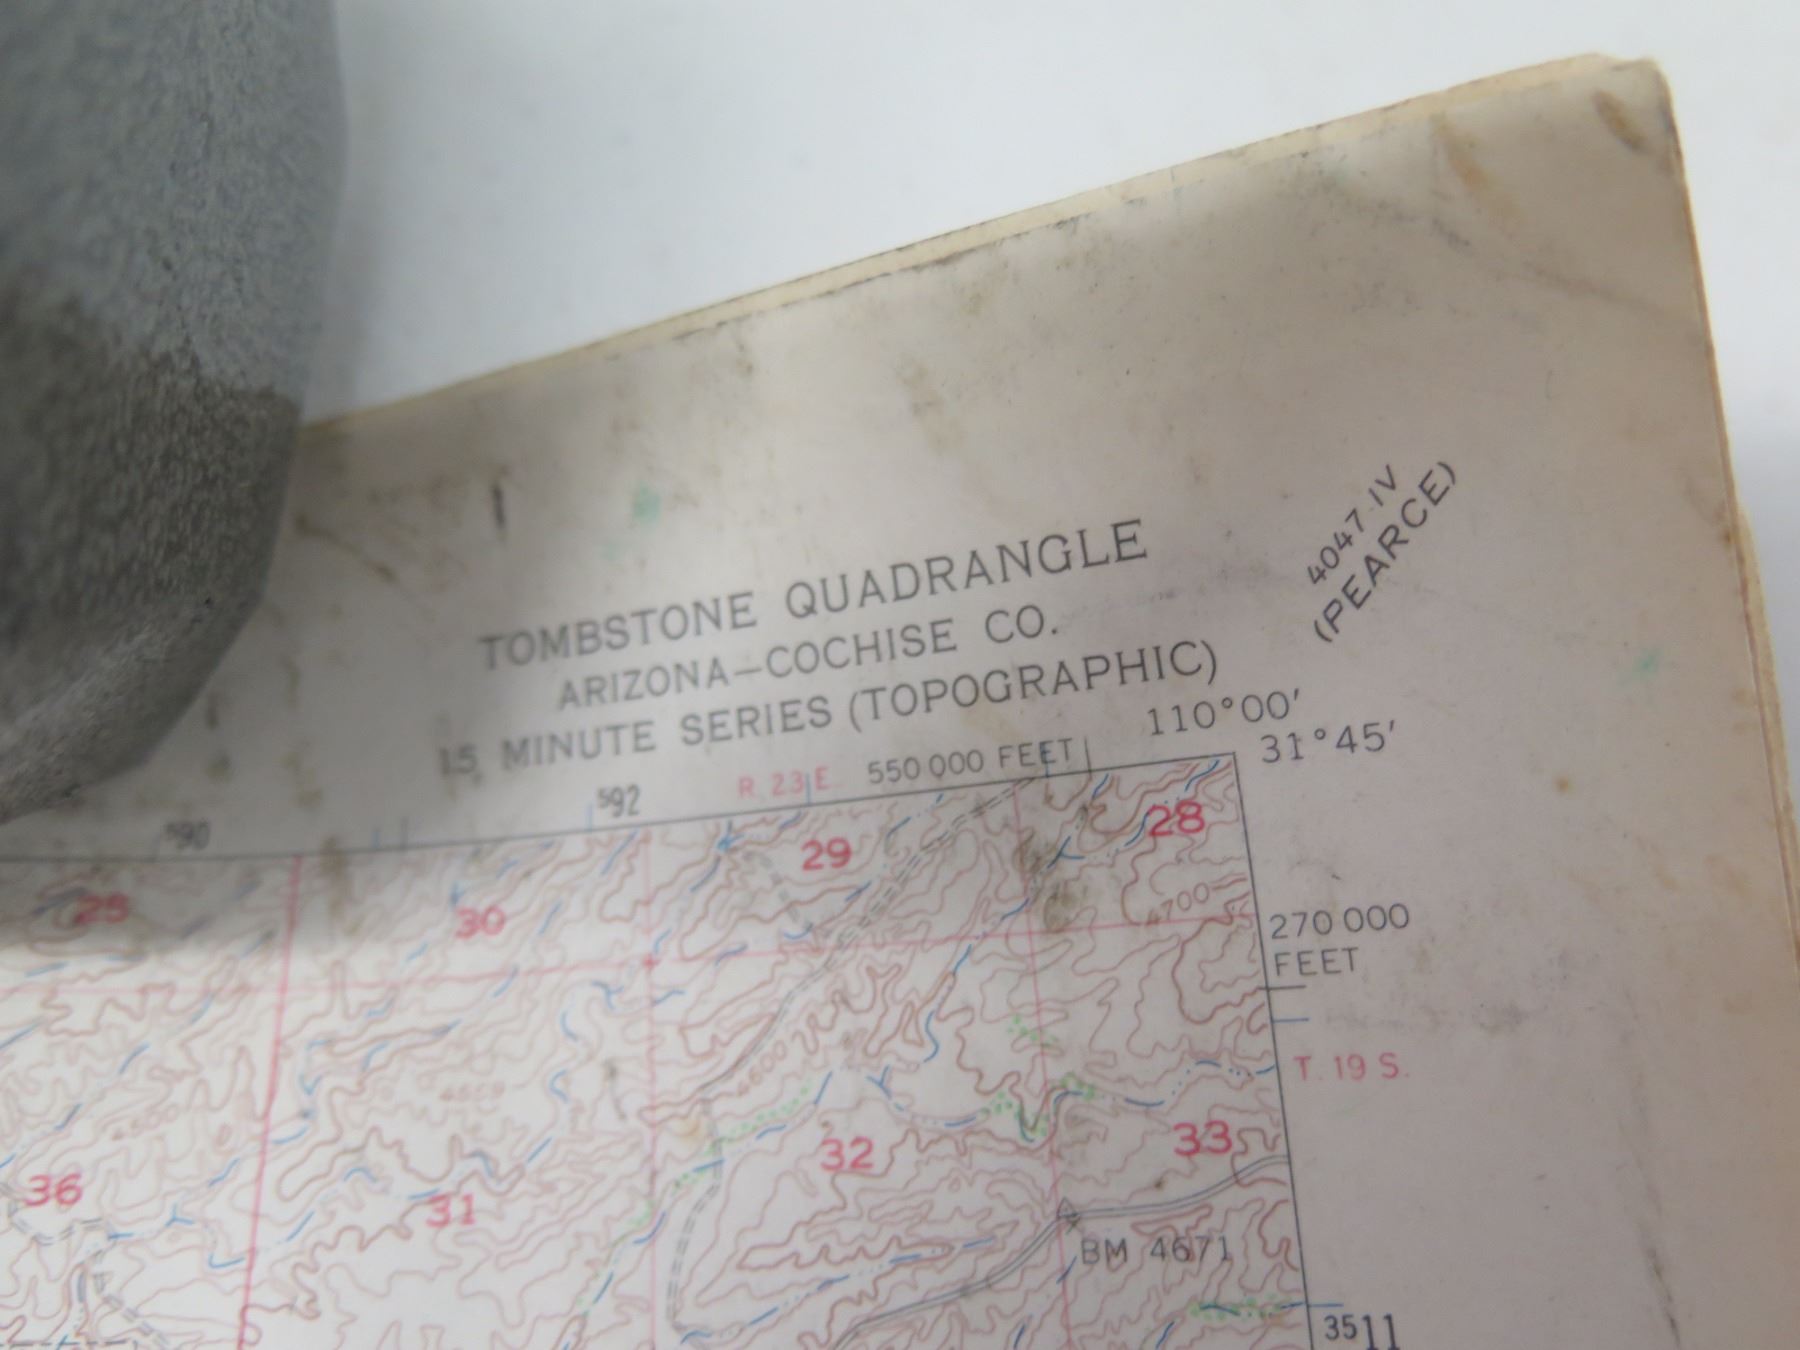 TOMBSTONE QUADRANGLE
ARIZONA—COCHISE CO.
15 MINUTE SERIES (TOPOGRAPHIC)
4047 IV
(PEARCE)
110°00′
31°45′
590
592
R. 23 E.
550 000 FEET
25
30
29
28
4700
270 000
FEET
T. 19 S.
4600
4600
36
31
32
33
BM 4671
3511